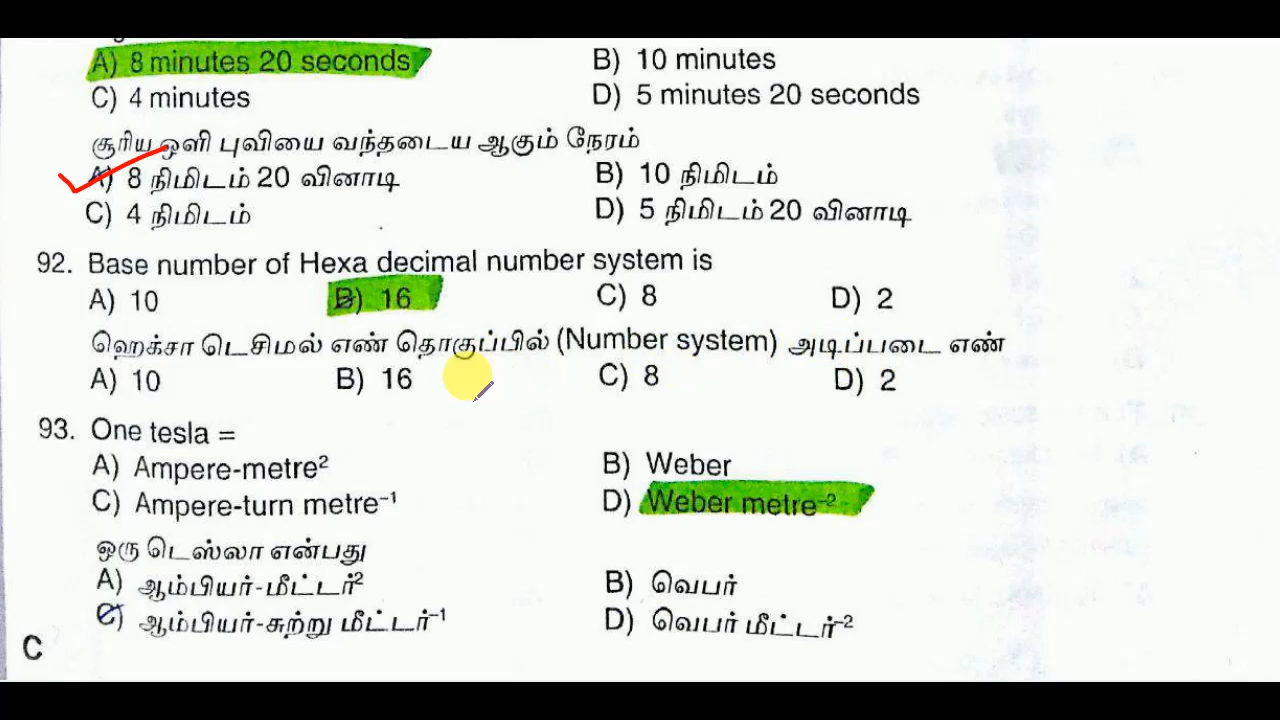 A) 8 minutes 20 seconds B) 10 minutes
C) 4 minutes D) 5 minutes 20 seconds
சூரிய ஒளி புவியை வந்தடைய ஆகும் நேரம்
A) 8 நிமிடம் 20 வினாடி B) 10 நிமிடம்
C) 4 நிமிடம் D) 5 நிமிடம் 20 வினாடி
92. Base number of Hexa decimal number system is
A) 10 B) 16 C) 8 D) 2
ஹெக்சா டெசிமல் எண் தொகுப்பில் (Number system) அடிப்படை எண்
A) 10 B) 16 C) 8 D) 2
93. One tesla =
A) Ampere-metre² B) Weber
C) Ampere-turn metre⁻¹ D) Weber metre⁻²
ஒரு டெஸ்லா என்பது
A) ஆம்பியர்-மீட்டர்² B) வெபர்
C) ஆம்பியர்-சுற்று மீட்டர்⁻¹ D) வெபர் மீட்டர்⁻²
C